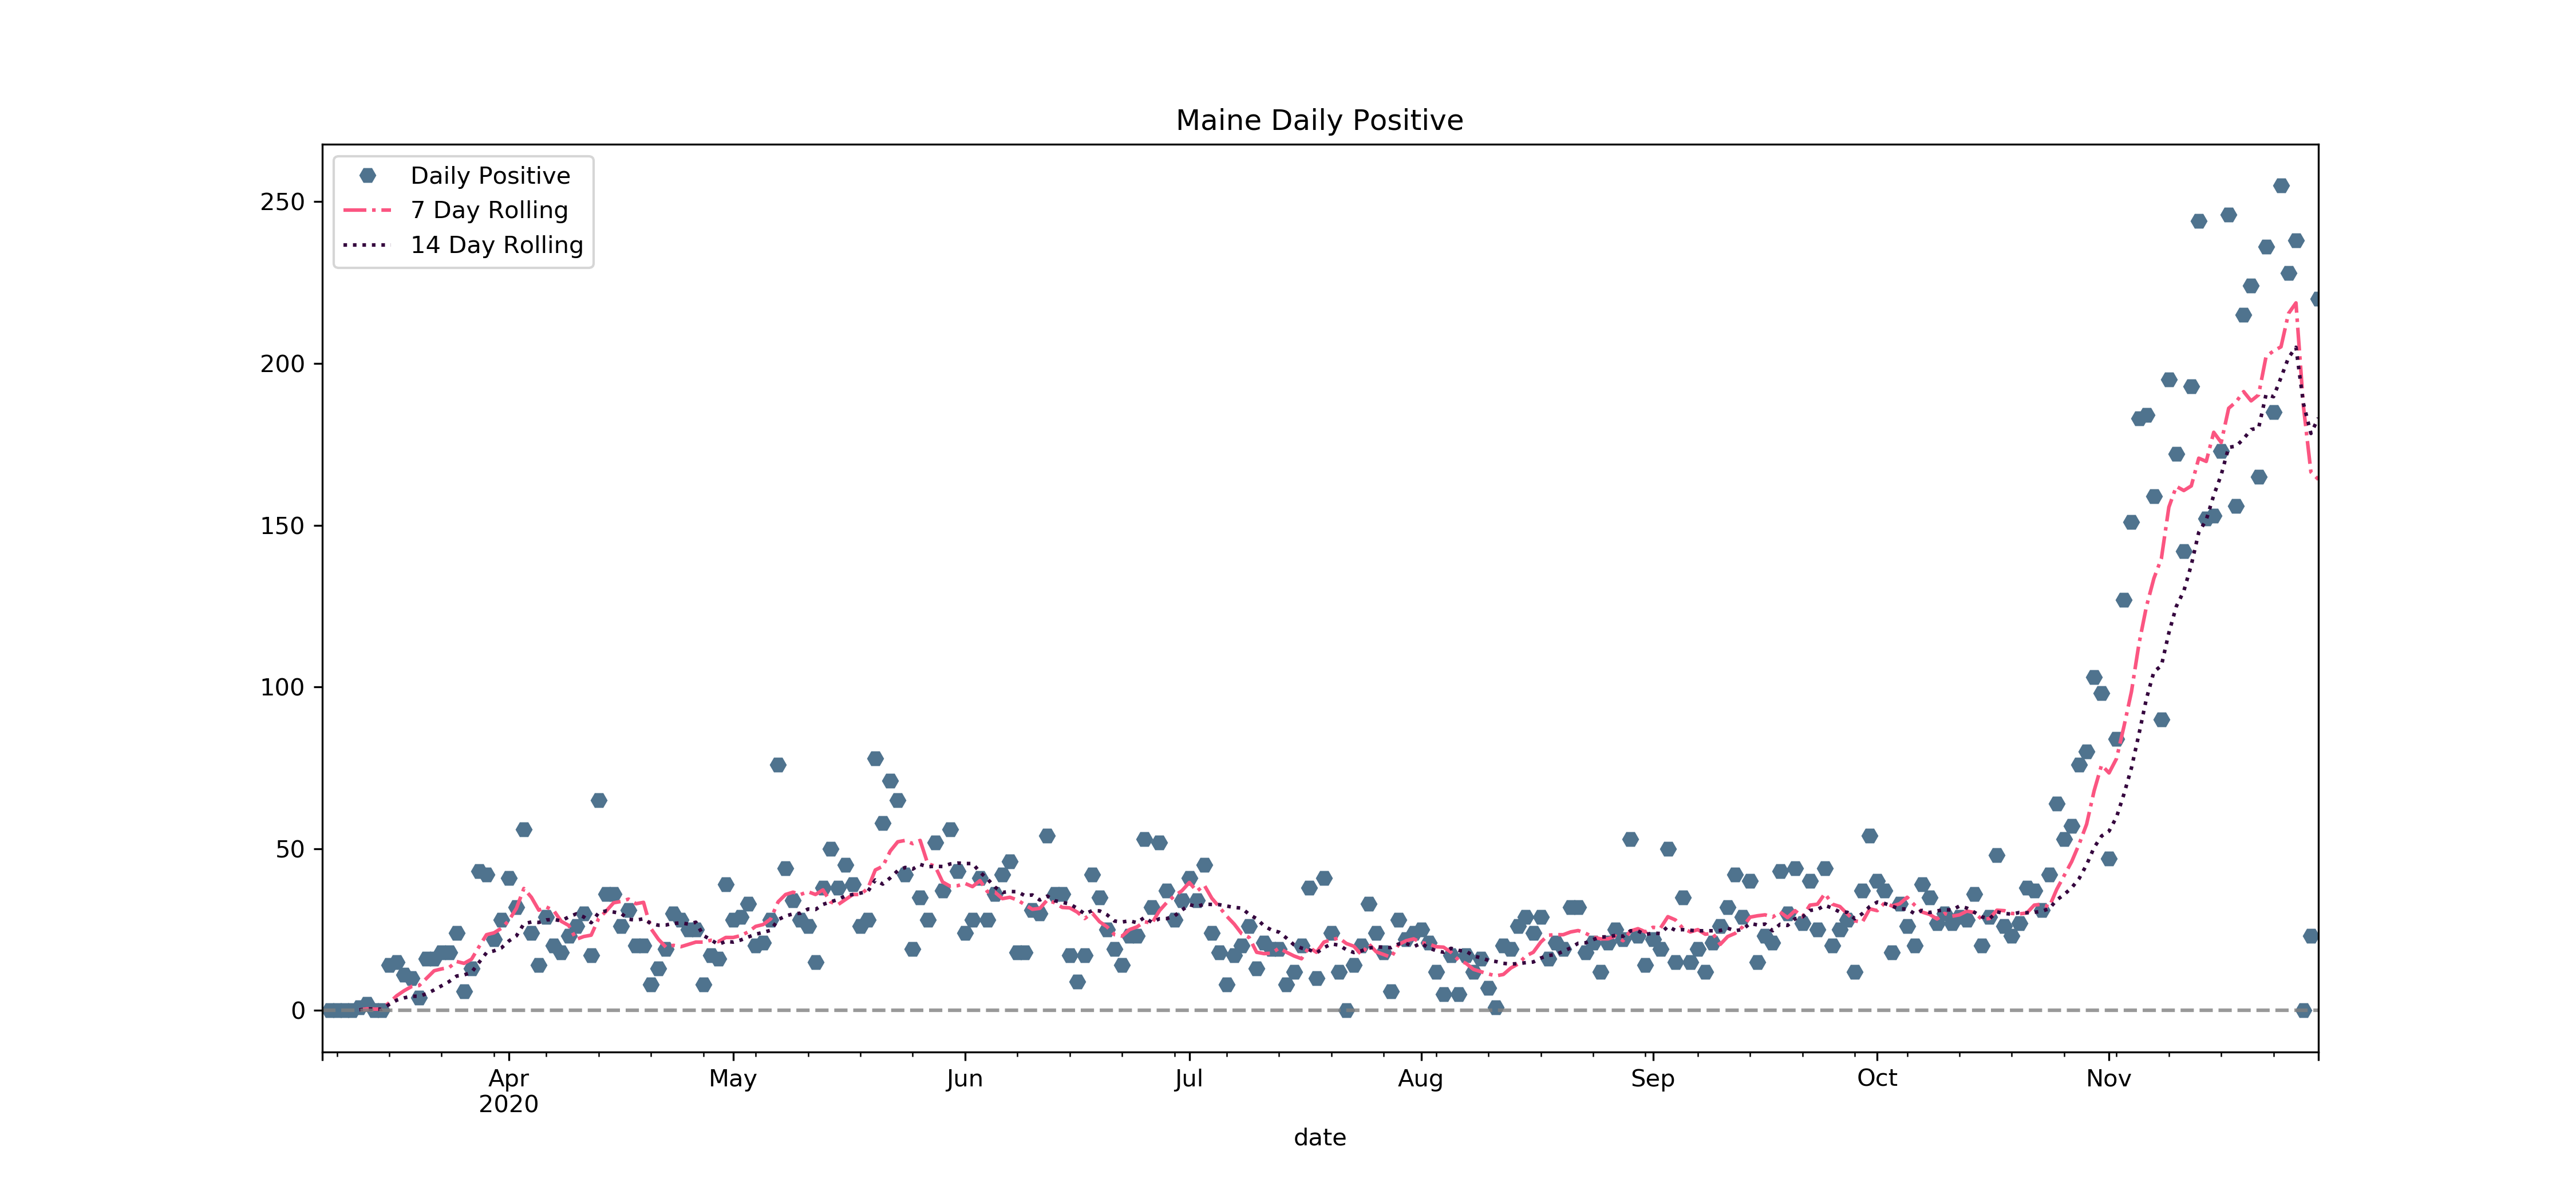 Maine Daily Positive
Daily Positive
7 Day Rolling
14 Day Rolling
250
200
150
100
50
0
Apr May Jun Jul Aug Sep Oct Nov
2020
date